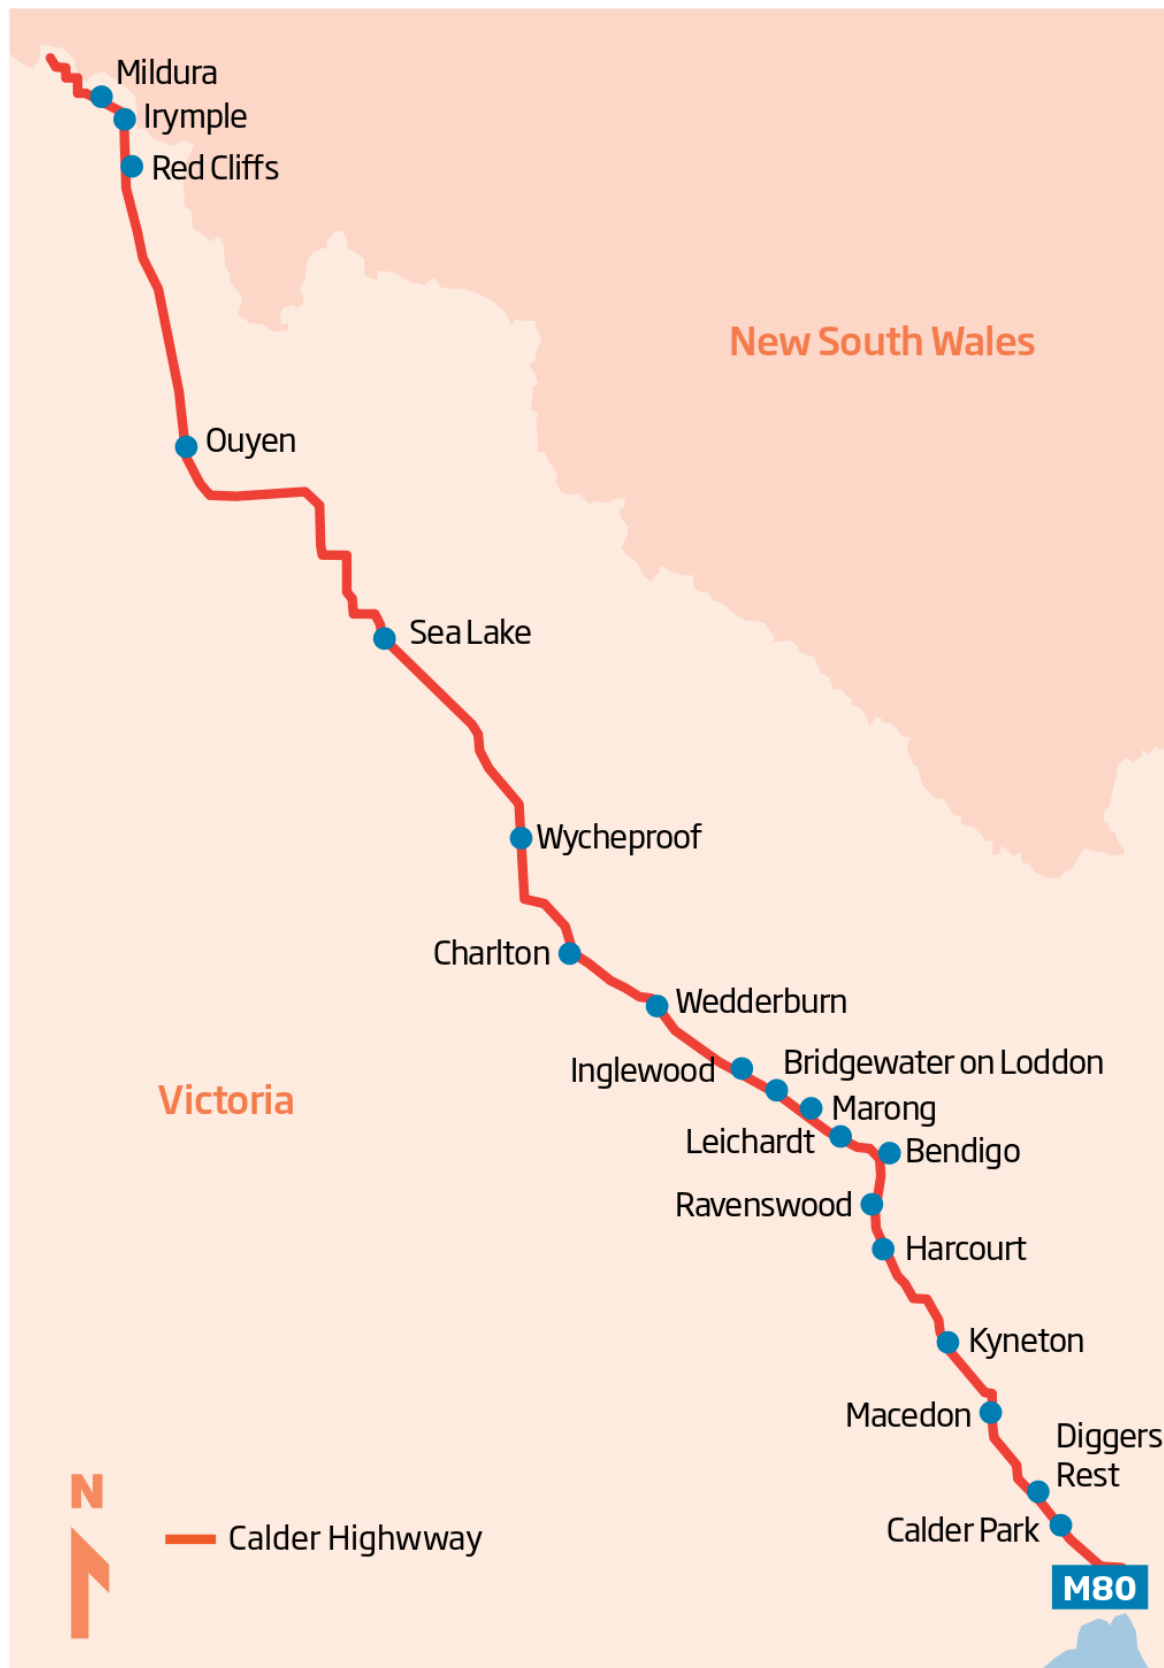 Mildura
Irymple
Red Cliffs
New South Wales
Ouyen
Sea Lake
Wycheproof
Charlton
Wedderburn
Inglewood
Bridgewater on Loddon
Victoria
Marong
Leichardt
Bendigo
Ravenswood
Harcourt
Kyneton
Macedon
Diggers
Rest
N
Calder Park
Calder Highwway
M80